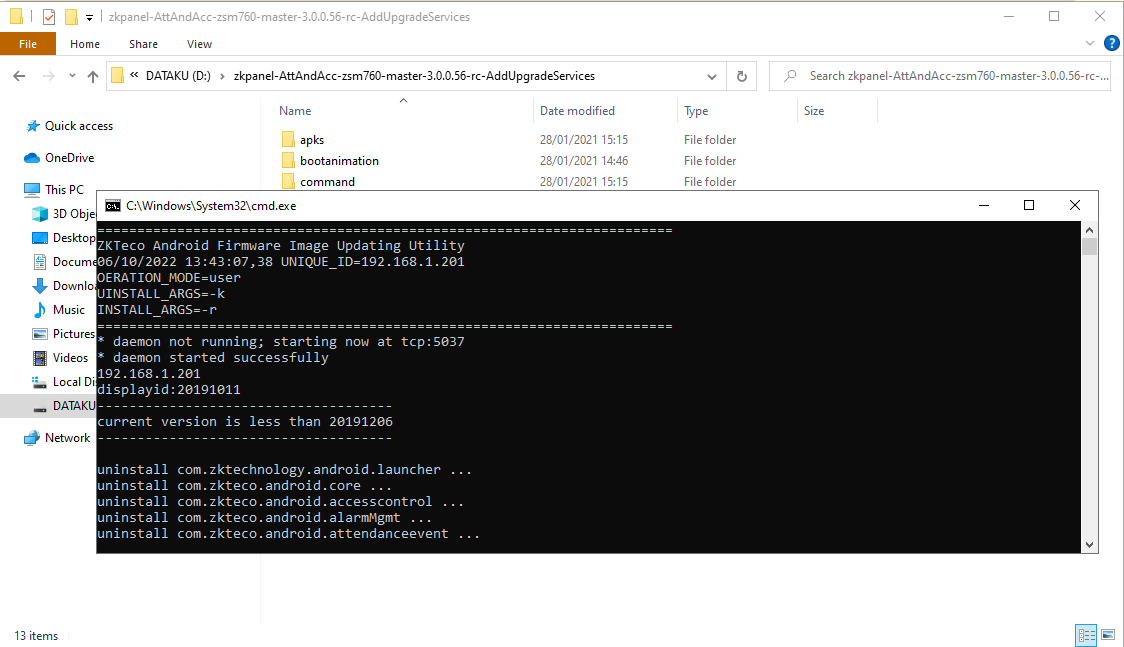 zkpanel-AttAndAcc-zsm760-master-3.0.0.56-rc-AddUpgradeServices
File Home Share View
« DATAKU (D:) › zkpanel-AttAndAcc-zsm760-master-3.0.0.56-rc-AddUpgradeServices
Search zkpanel-AttAndAcc-zsm760-master-3.0.0.56-rc-...
Name Date modified Type Size
Quick access
OneDrive
This PC
3D Obje
Desktop
Docume
Downloa
Music
Pictures
Videos
Local Dis
DATAKU
Network
apks 28/01/2021 15:15 File folder
bootanimation 28/01/2021 14:46 File folder
command 28/01/2021 15:15 File folder
C:\Windows\System32\cmd.exe
========================================================================
ZKTeco Android Firmware Image Updating Utility
06/10/2022 13:43:07,38 UNIQUE_ID=192.168.1.201
OERATION_MODE=user
UINSTALL_ARGS=-k
INSTALL_ARGS=-r
========================================================================
* daemon not running; starting now at tcp:5037
* daemon started successfully
192.168.1.201
displayid:20191011
-------------------------------------
current version is less than 20191206
-------------------------------------
uninstall com.zktechnology.android.launcher ...
uninstall com.zkteco.android.core ...
uninstall com.zkteco.android.accesscontrol ...
uninstall com.zkteco.android.alarmMgmt ...
uninstall com.zkteco.android.attendanceevent ...
13 items